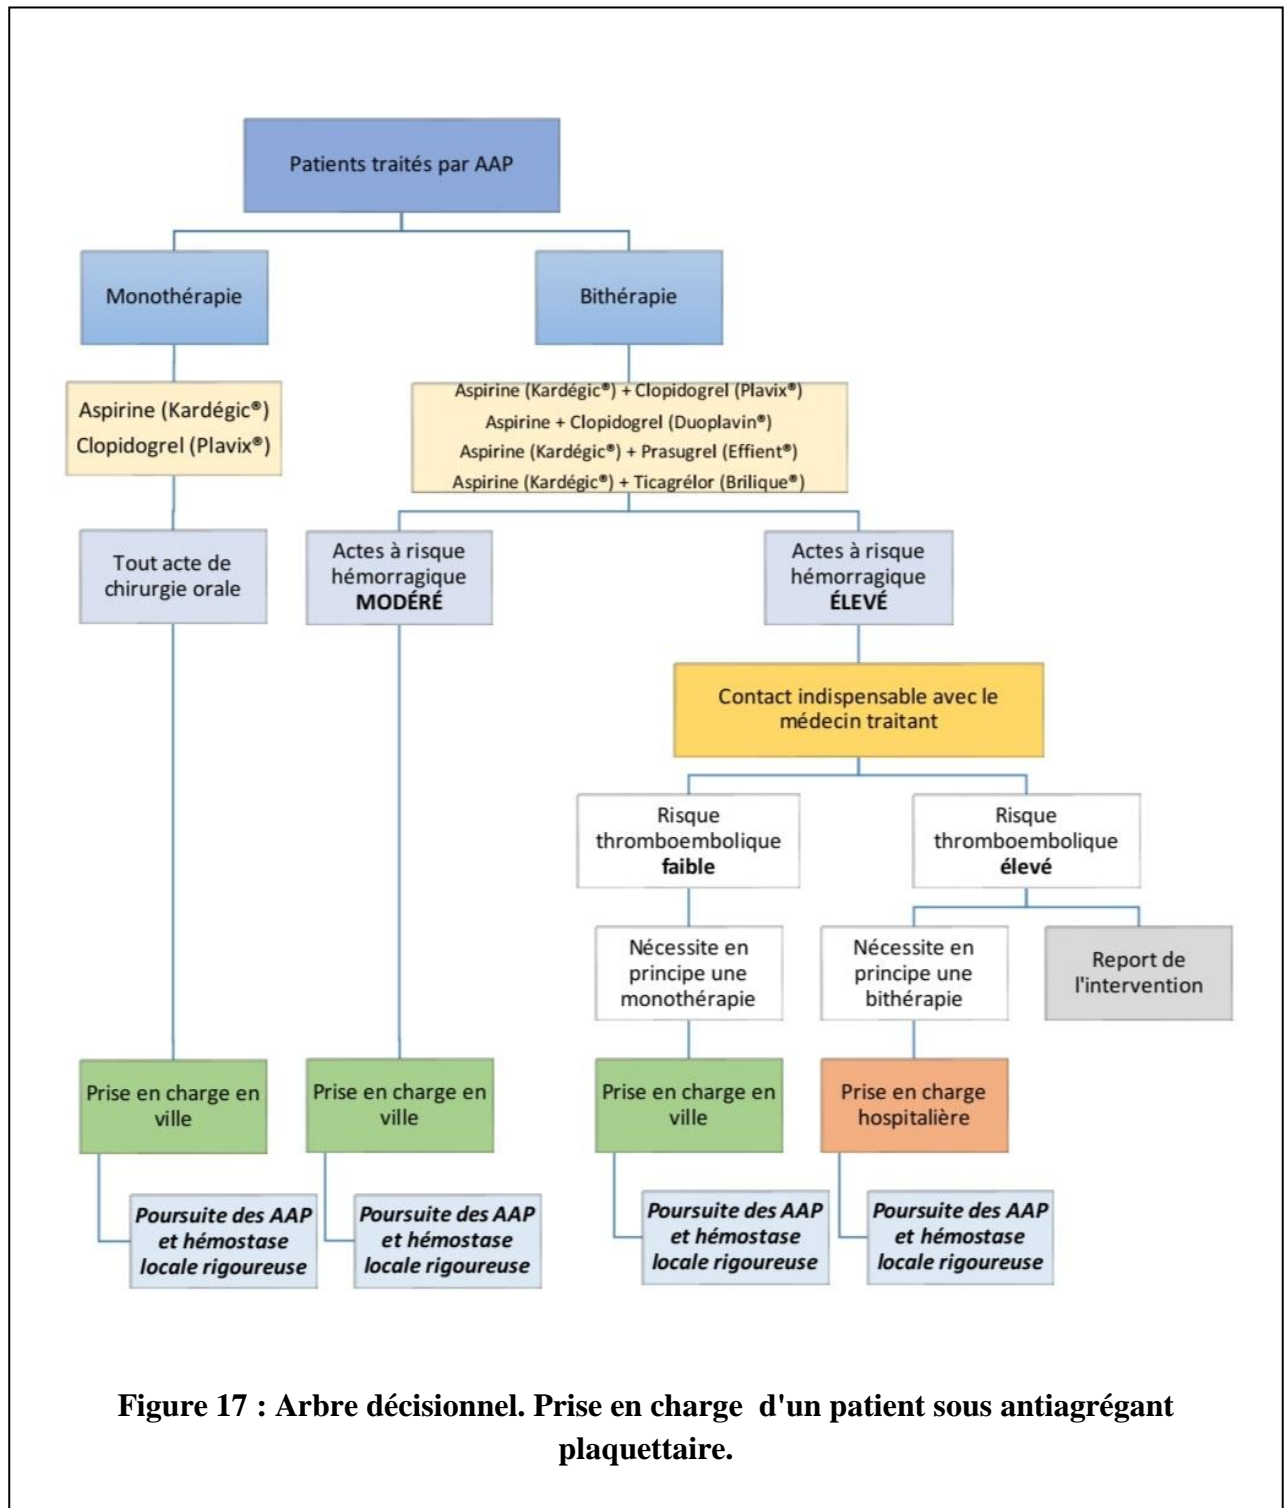 Patients traités par AAP
Monothérapie
Bithérapie
Aspirine (Kardégic®)
Clopidogrel (Plavix®)
Aspirine (Kardégic®) + Clopidogrel (Plavix®)
Aspirine + Clopidogrel (Duoplavin®)
Aspirine (Kardégic®) + Prasugrel (Effient®)
Aspirine (Kardégic®) + Ticagrélor (Brilique®)
Tout acte de
chirurgie orale
Actes à risque
hémorragique
MODÉRÉ
Actes à risque
hémorragique
ÉLEVÉ
Contact indispensable avec le
médecin traitant
Risque
thromboembolique
faible
Risque
thromboembolique
élevé
Nécessite en
principe une
monothérapie
Nécessite en
principe une
bithérapie
Report de
l'intervention
Prise en charge en
ville
Prise en charge en
ville
Prise en charge en
ville
Prise en charge
hospitalière
Poursuite des AAP
et hémostase
locale rigoureuse
Poursuite des AAP
et hémostase
locale rigoureuse
Poursuite des AAP
et hémostase
locale rigoureuse
Poursuite des AAP
et hémostase
locale rigoureuse
Figure 17 : Arbre décisionnel. Prise en charge d'un patient sous antiagrégant
plaquettaire.